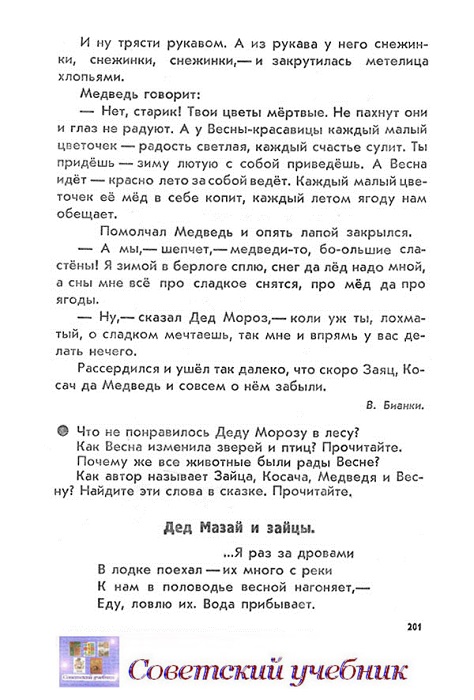 И ну трясти рукавом. А из рукава у него снежин-
ки, снежинки, снежинки,— и закрутилась метелица
хлопьями.
Медведь говорит:
— Нет, старик! Твои цветы мёртвые. Не пахнут они
и глаз не радуют. А у Весны-красавицы каждый малый
цветочек — радость светлая, каждый счастье сулит. Ты
придёшь — зиму лютую с собой приведёшь. А Весна
идёт — красно лето за собой ведёт. Каждый малый цве-
точек её мёд в себе копит, каждый летом ягоду нам
обещает.
Помолчал Медведь и опять лапой закрылся.
— А мы,— шепчет,— медведи-то, бо-ольшие сла-
стёны! Я зимой в берлоге сплю, снег да лёд надо мной,
а сны мне всё про сладкое снятся, про мёд да про
ягоды.
— Ну,— сказал Дед Мороз,— коли уж ты, лохма-
тый, о сладком мечтаешь, так мне и впрямь у вас де-
лать нечего.
Рассердился и ушёл так далеко, что скоро Заяц, Ко-
сач да Медведь и совсем о нём забыли.
В. Бианки.
Что не понравилось Деду Морозу в лесу?
Как Весна изменила зверей и птиц? Прочитайте.
Почему же все животные были рады Весне?
Как автор называет Зайца, Косача, Медведя и Вес-
ну? Найдите эти слова в сказке. Прочитайте.
Дед Мазай и зайцы.
...Я раз за дровами
В лодке поехал — их много с реки
К нам в половодье весной нагоняет,—
Еду, ловлю их. Вода прибывает.
201
Советский учебник
Советский учебник